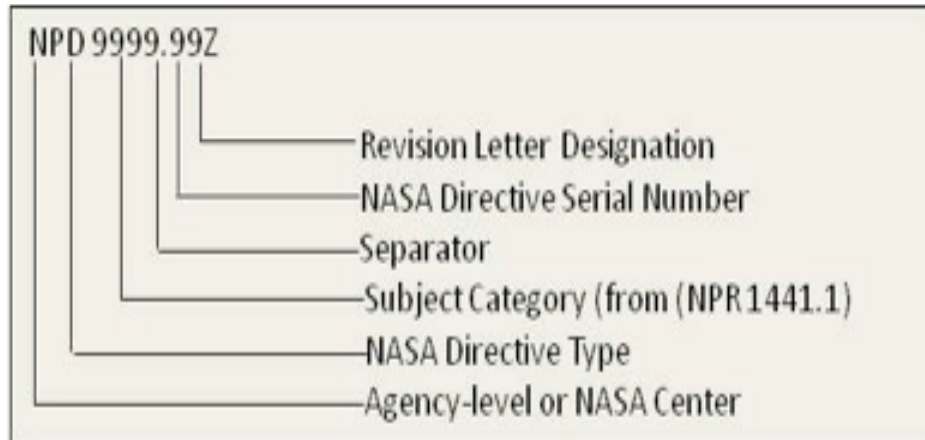 NPD 9999.99Z
Revision Letter Designation
NASA Directive Serial Number
Separator
Subject Category (from (NPR 1441.1)
NASA Directive Type
Agency-level or NASA Center